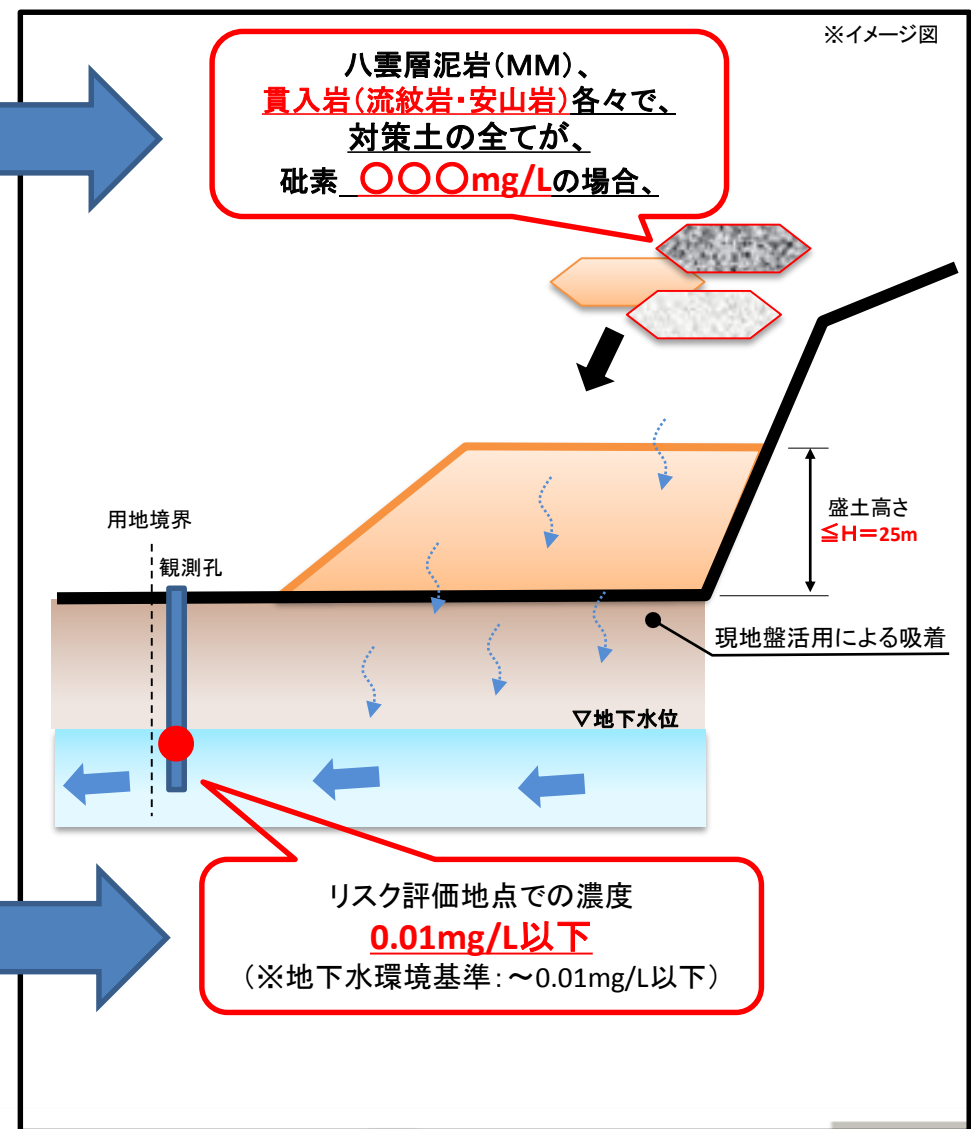 ※イメージ図
八雲層泥岩（MM）、
貫入岩（流紋岩・安山岩）各々で、
対策土の全てが、
砒素 〇〇〇mg/Lの場合、
盛土高さ
≦H＝25m
用地境界
観測孔
現地盤活用による吸着
▽地下水位
リスク評価地点での濃度
0.01mg/L以下
（※地下水環境基準：～0.01mg/L以下）